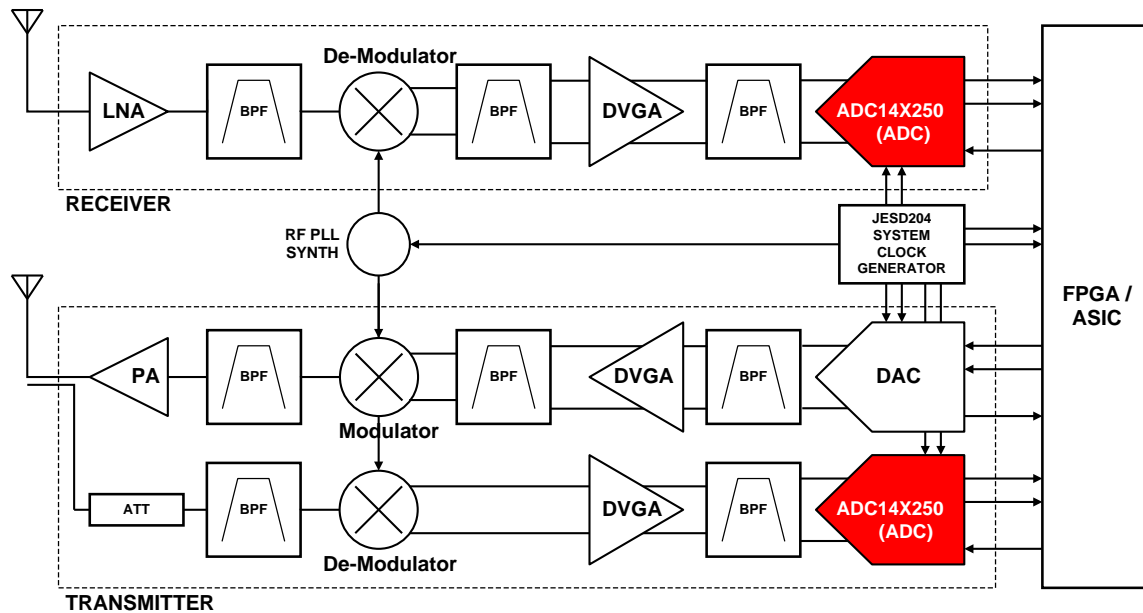 De-Modulator
LNA
BPF
BPF
DVGA
BPF
ADC14X250
(ADC)
RECEIVER
RF PLL
SYNTH
JESD204
SYSTEM
CLOCK
GENERATOR
FPGA /
ASIC
PA
BPF
Modulator
BPF
DVGA
BPF
DAC
ATT
BPF
De-Modulator
DVGA
BPF
ADC14X250
(ADC)
TRANSMITTER